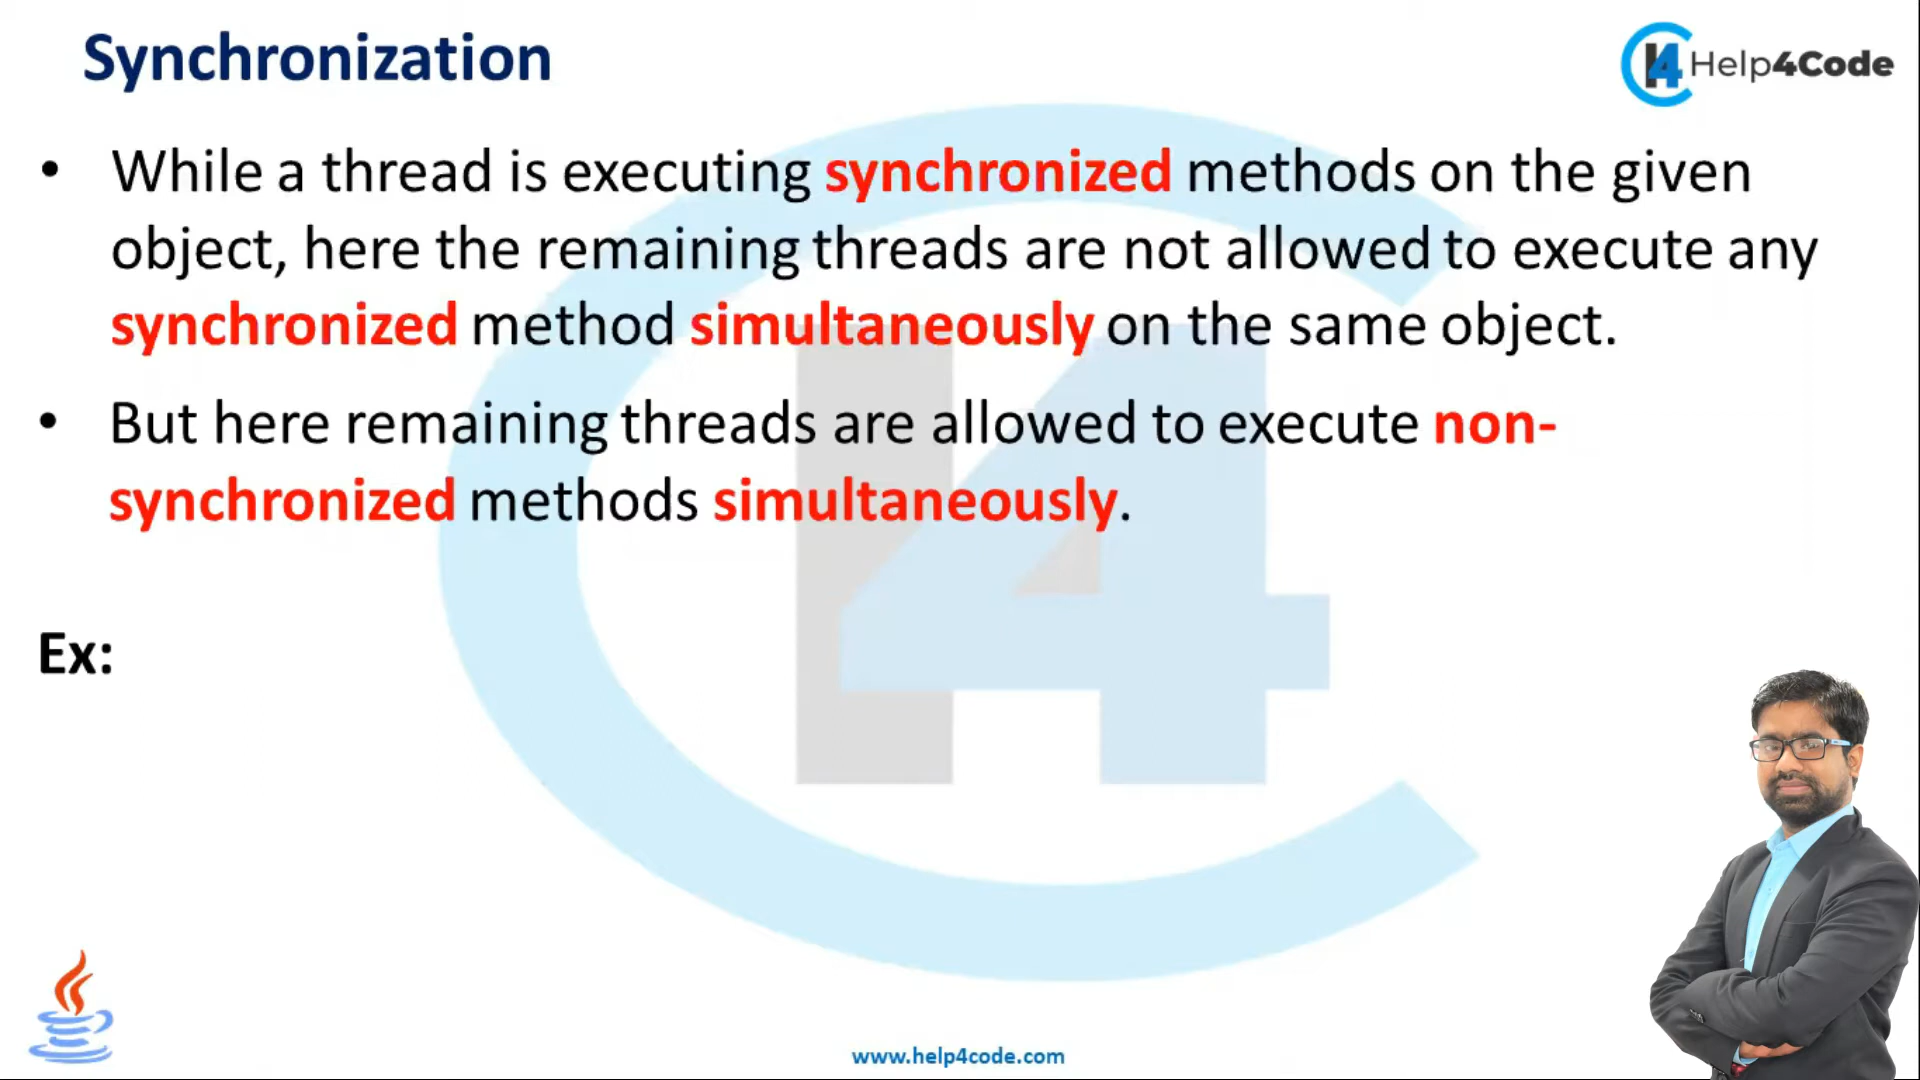 Synchronization
Help4Code
• While a thread is executing synchronized methods on the given
object, here the remaining threads are not allowed to execute any
synchronized method simultaneously on the same object.
• But here remaining threads are allowed to execute non-
synchronized methods simultaneously.
Ex:
www.help4code.com